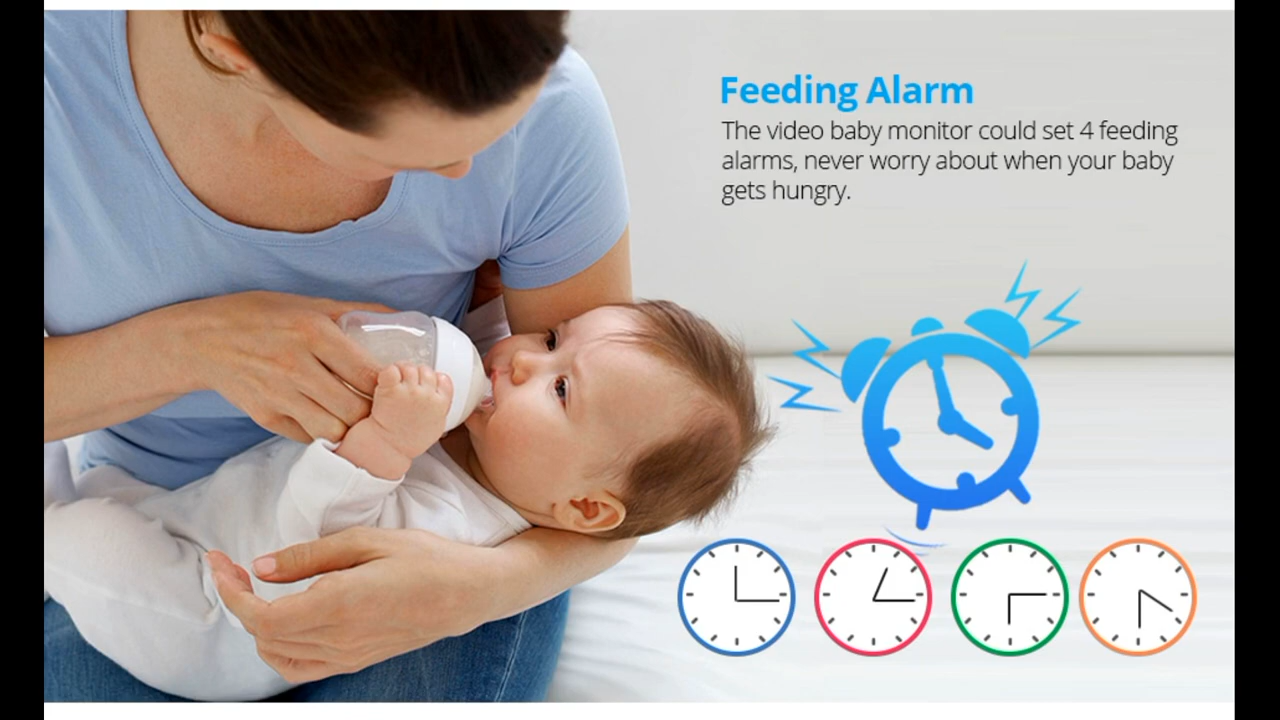 Feeding Alarm
The video baby monitor could set 4 feeding
alarms, never worry about when your baby
gets hungry.